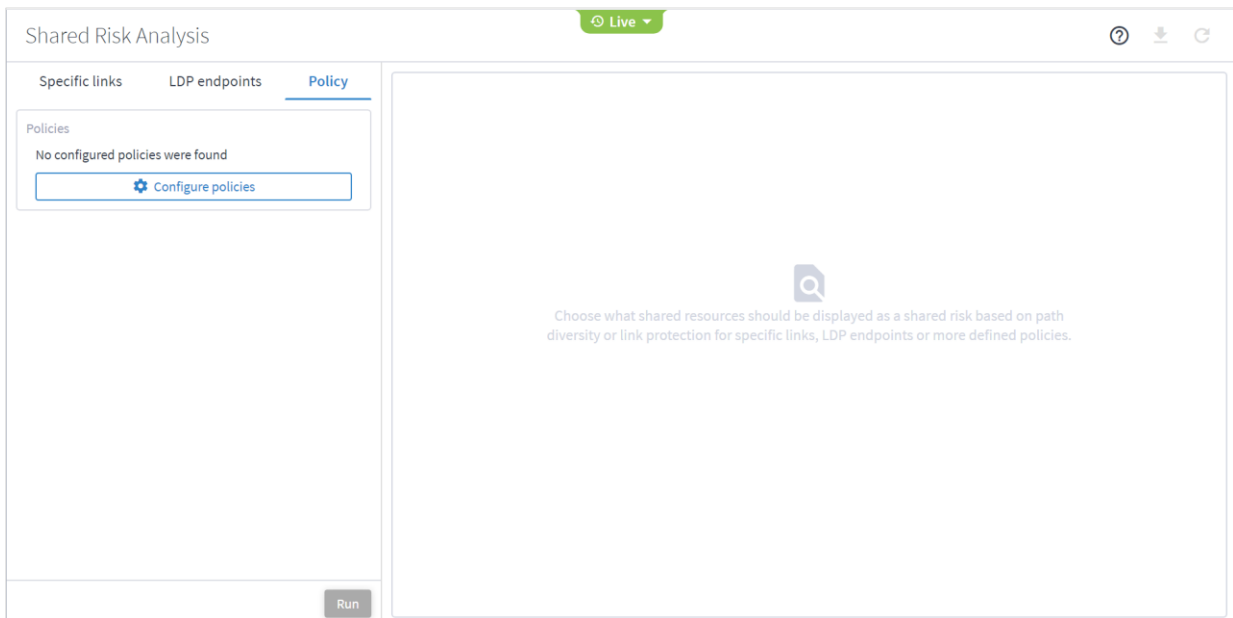 Live
Shared Risk Analysis
Specific links LDP endpoints Policy
Policies
No configured policies were found
Configure policies
Choose what shared resources should be displayed as a shared risk based on path
diversity or link protection for specific links, LDP endpoints or more defined policies.
Run